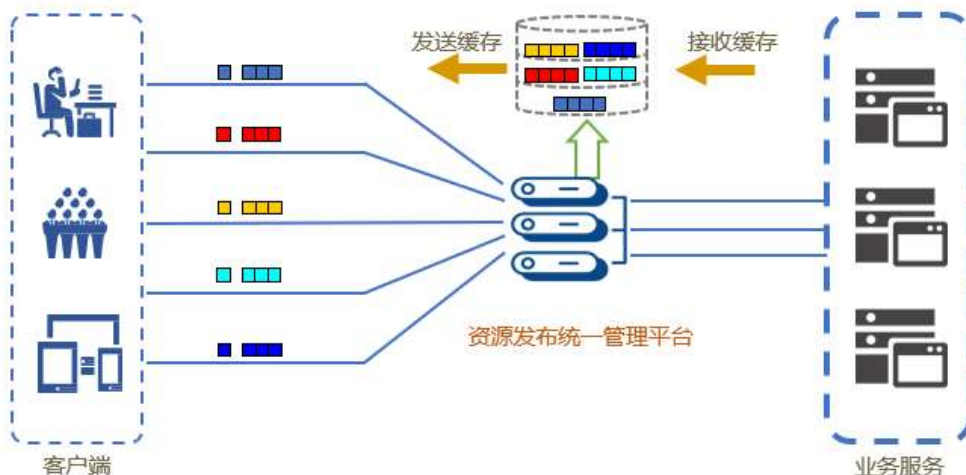 发送缓存
接收缓存
资源发布统一管理平台
客户端
业务服务